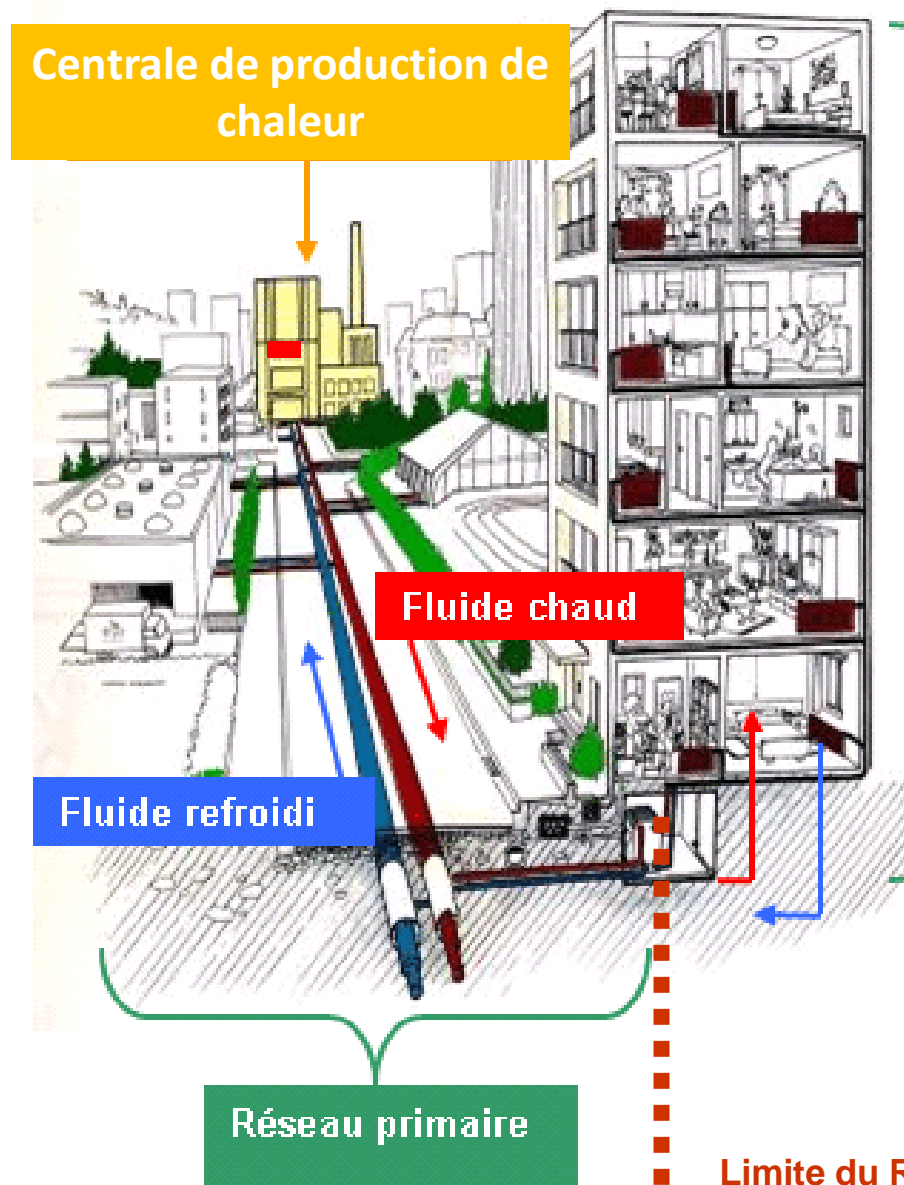 Centrale de production de
chaleur
Fluide chaud
Fluide refroidi
Réseau primaire
Limite du R